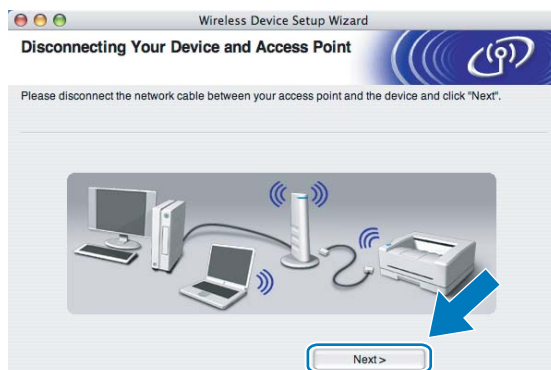 Wireless Device Setup Wizard
Disconnecting Your Device and Access Point
Please disconnect the network cable between your access point and the device and click "Next".
Next >